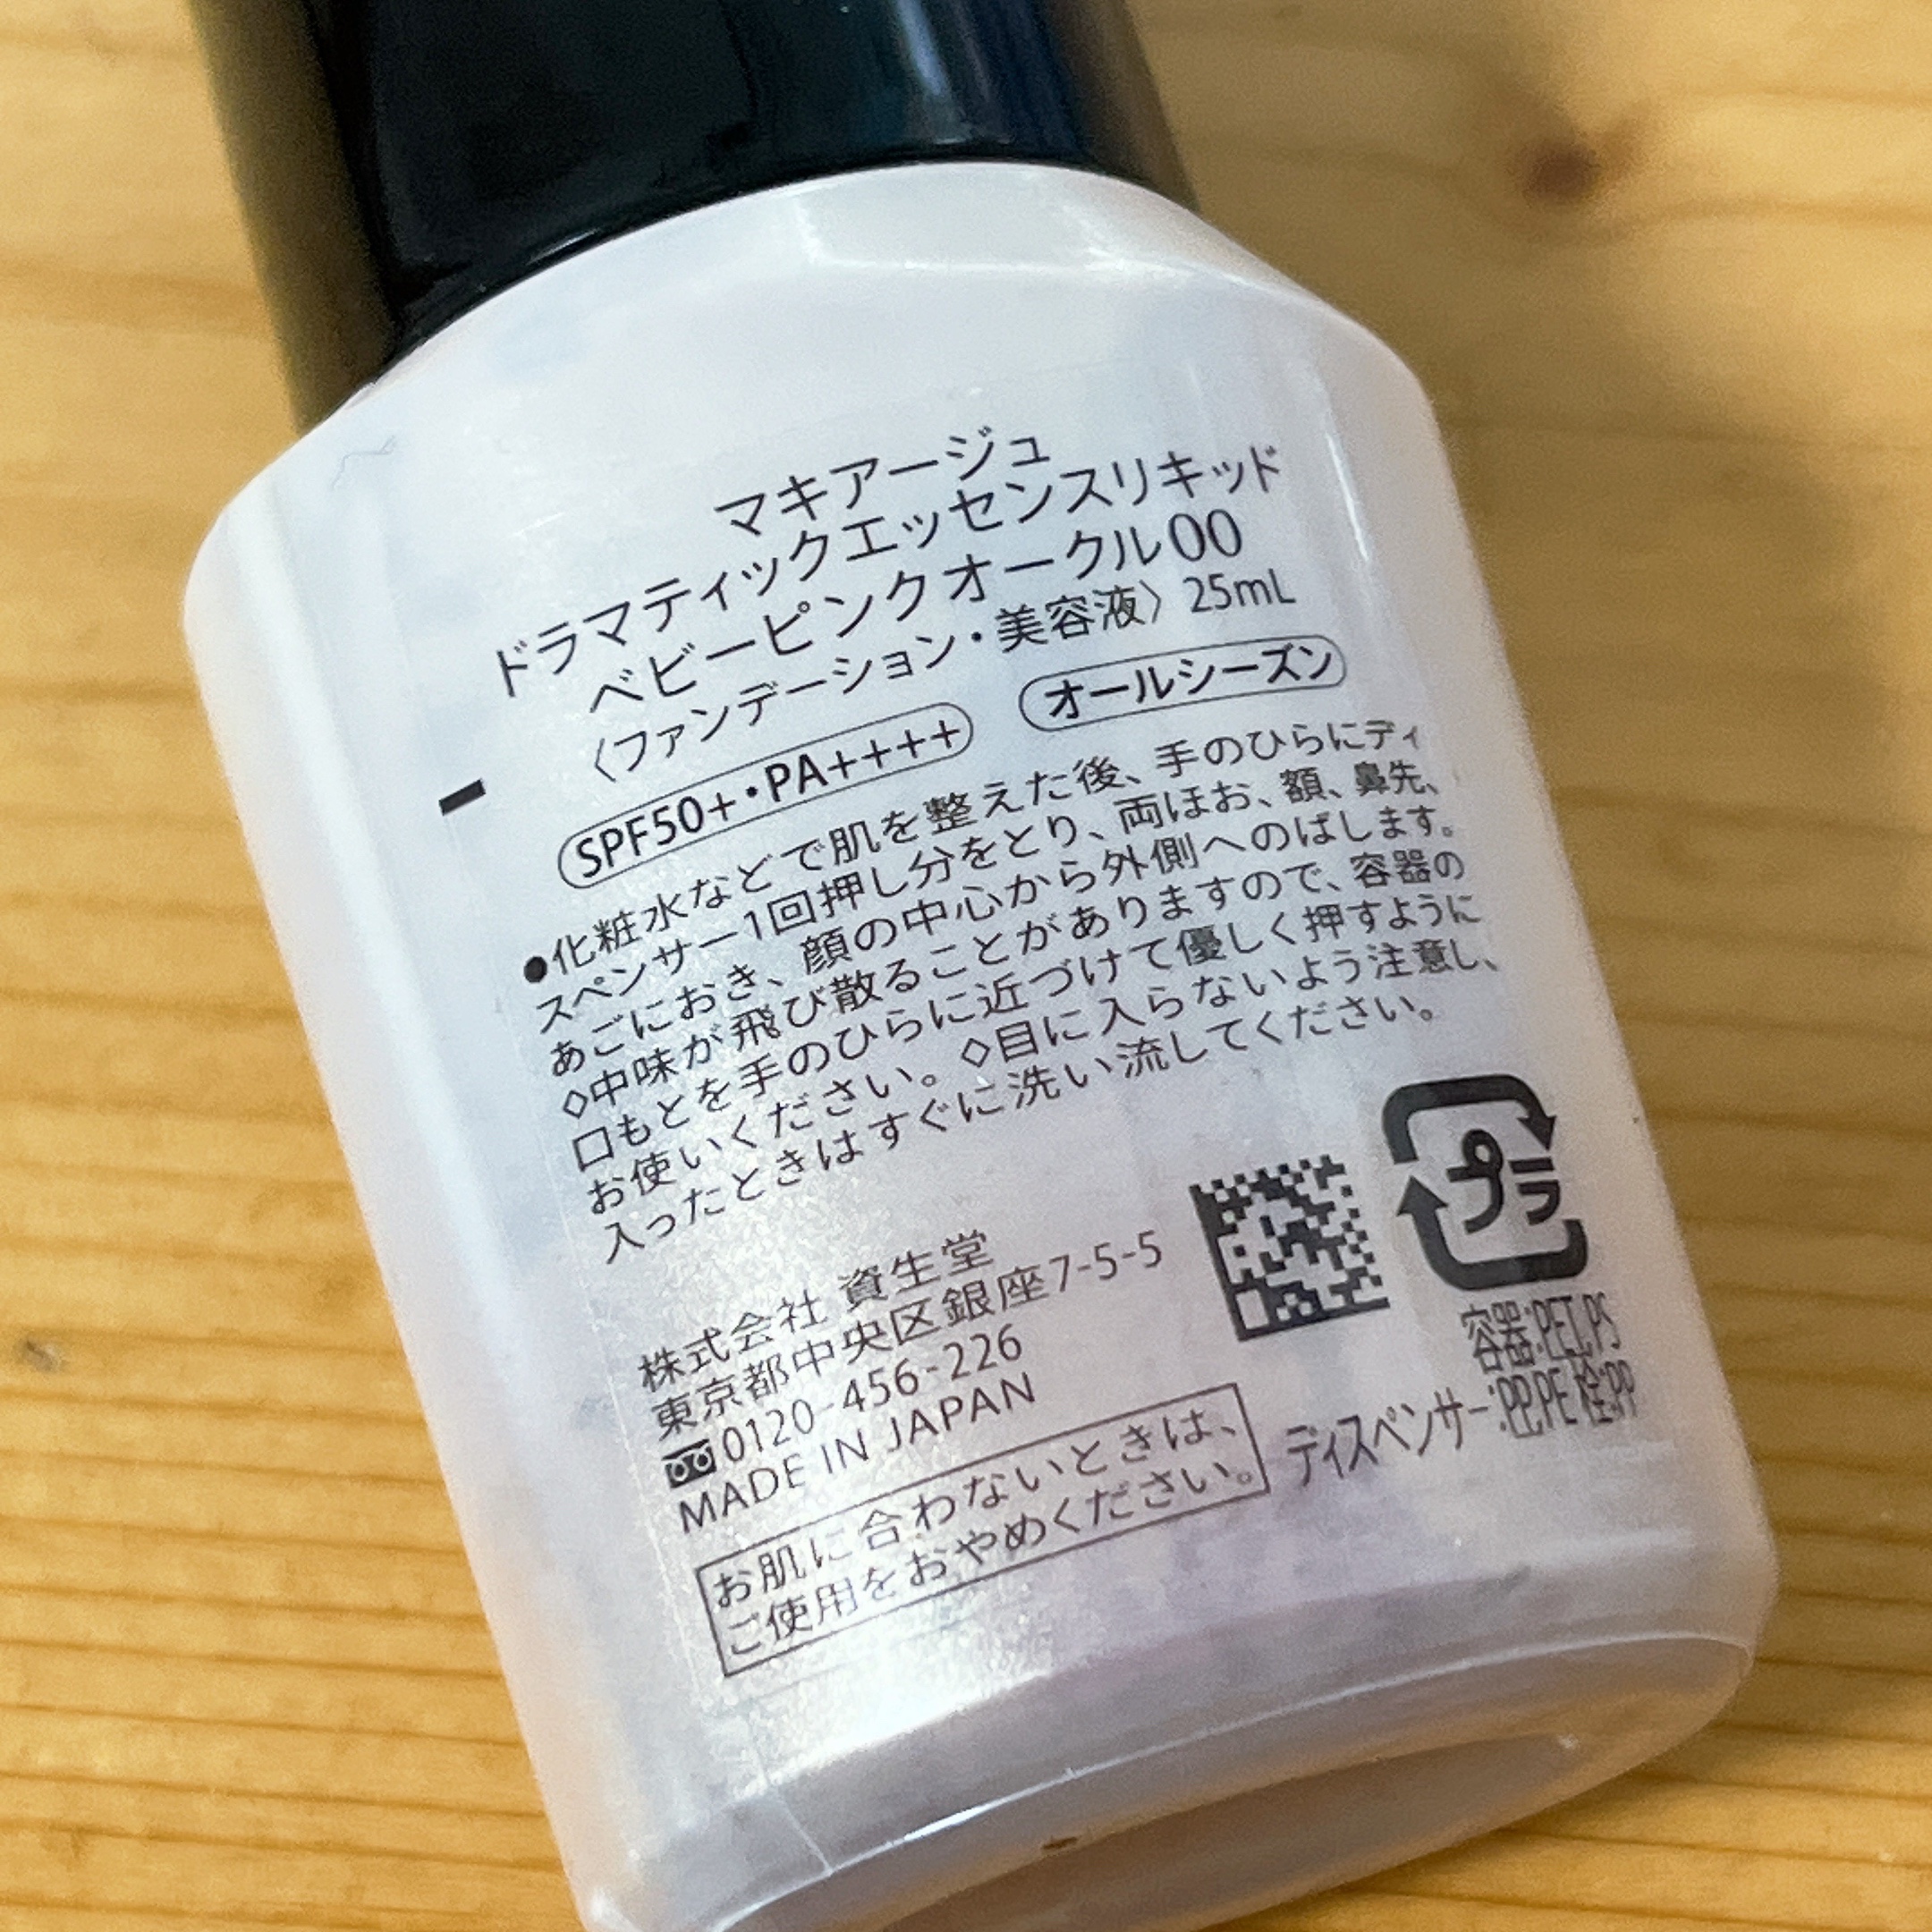 マキアージュ
ドラマティックエッセンスリキッド
ベビーピンクオークル00
〈ファンデーション・美容液〉 25mL
SPF50+・PA++++ オールシーズン
●化粧水などで肌を整えた後、手のひらにディ
スペンサー1回押し分をとり、両ほお、額、鼻先、
あごにおき、顔の中心から外側へのばします。
◇中味が飛び散ることがありますので、容器の
口もとを手のひらに近づけて優しく押すように
お使いください。◇目に入らないよう注意し、
入ったときはすぐに洗い流してください。
株式会社 資生堂
東京都中央区銀座7-5-5
0120-456-226
MADE IN JAPAN
お肌に合わないときは、
ご使用をおやめください。
プラ
容器:PET,PS
ディスペンサー:PP,PE 栓:PP